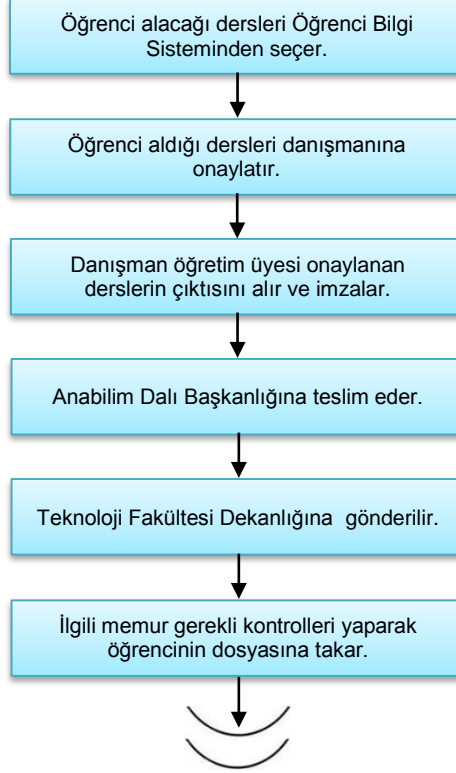 Öğrenci alacağı dersleri Öğrenci Bilgi
Sisteminden seçer.
Öğrenci aldığı dersleri danışmanına
onaylatır.
Danışman öğretim üyesi onaylanan
derslerin çıktısını alır ve imzalar.
Anabilim Dalı Başkanlığına teslim eder.
Teknoloji Fakültesi Dekanlığına gönderilir.
İlgili memur gerekli kontrolleri yaparak
öğrencinin dosyasına takar.